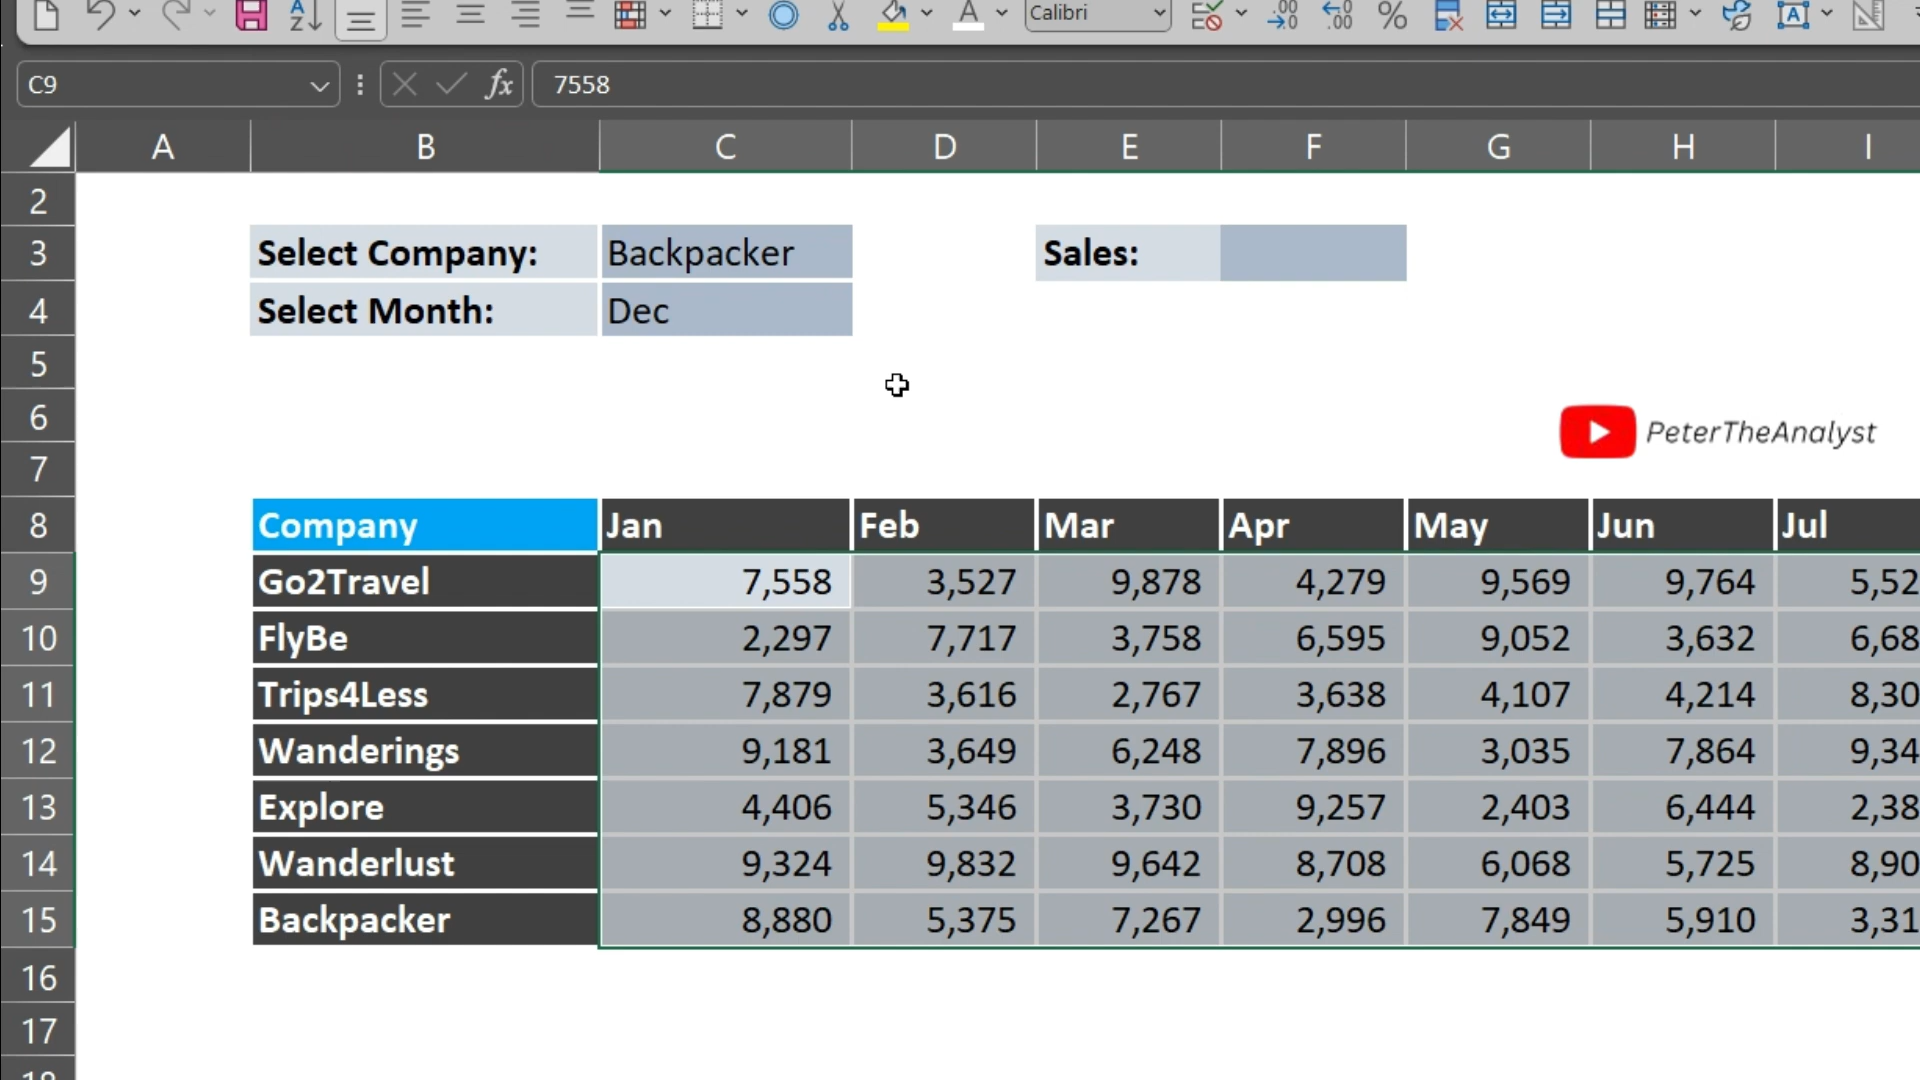 Calibri
C9 fx 7558
A B C D E F G H I
2
3 Select Company: Backpacker Sales:
4 Select Month: Dec
5
6 PeterTheAnalyst
7
8 Company Jan Feb Mar Apr May Jun Jul
9 Go2Travel 7,558 3,527 9,878 4,279 9,569 9,764 5,52
10 FlyBe 2,297 7,717 3,758 6,595 9,052 3,632 6,68
11 Trips4Less 7,879 3,616 2,767 3,638 4,107 4,214 8,30
12 Wanderings 9,181 3,649 6,248 7,896 3,035 7,864 9,34
13 Explore 4,406 5,346 3,730 9,257 2,403 6,444 2,38
14 Wanderlust 9,324 9,832 9,642 8,708 6,068 5,725 8,90
15 Backpacker 8,880 5,375 7,267 2,996 7,849 5,910 3,31
16
17